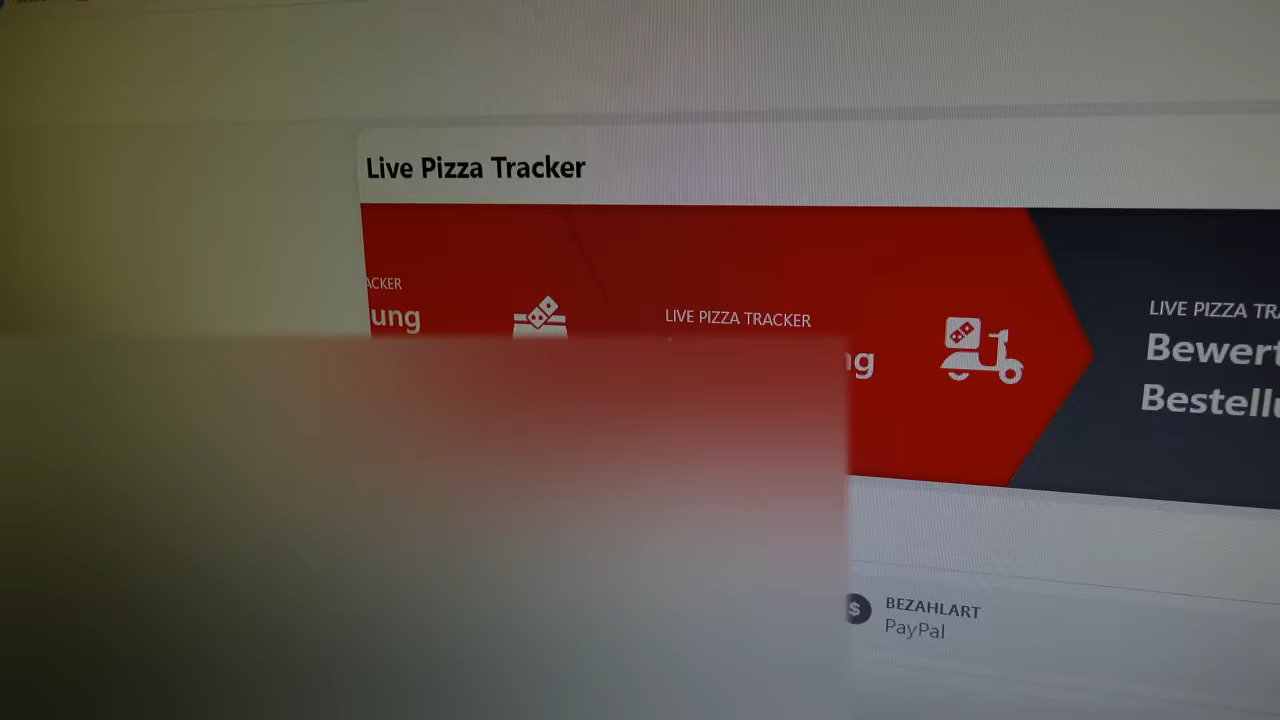 Live Pizza Tracker
ACKER
ung
LIVE PIZZA TRACKER
ng
LIVE PIZZA TRA
Bewert
Bestellu
$
BEZAHLART
PayPal